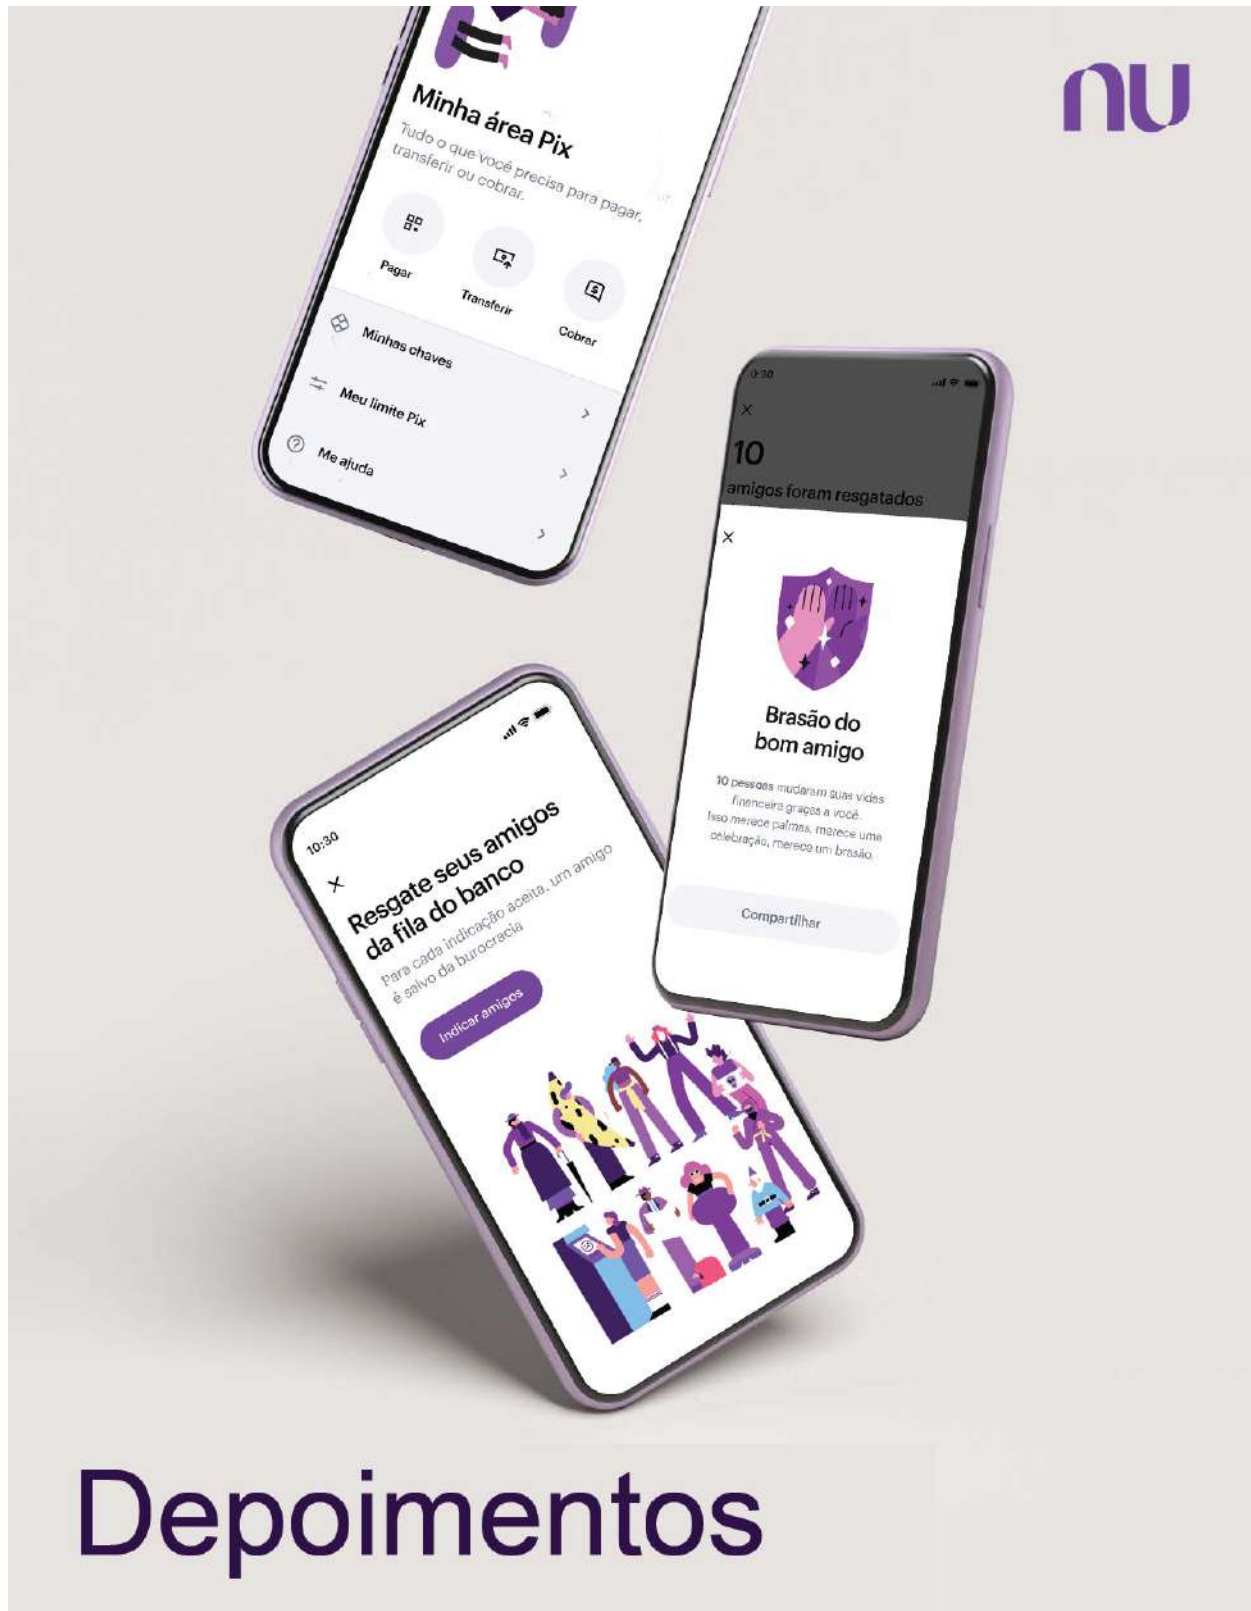 nu
Minha área Pix
Tudo o que você precisa para pagar,
transferir ou cobrar.
Pagar
Transferir
Cobrar
Minhas chaves
Meu limite Pix
Me ajuda
10
amigos foram resgatados
Brasão do
bom amigo
10 pessoas mudaram suas vidas
financeira graças a você.
Isso merece palmas, merece uma
celebração, merece um brasão.
Compartilhar
10:30
Resgate seus amigos
da fila do banco
Para cada indicação aceita, um amigo
é salvo da burocracia
Indicar amigos
Depoimentos